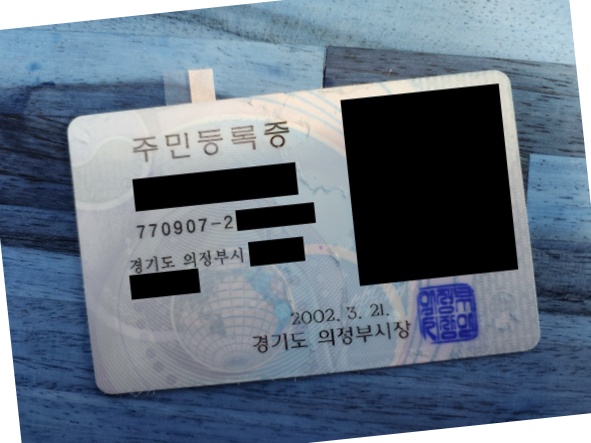 주민등록증
770907-2
경기도 의정부시
2002. 3. 21.
경기도 의정부시장